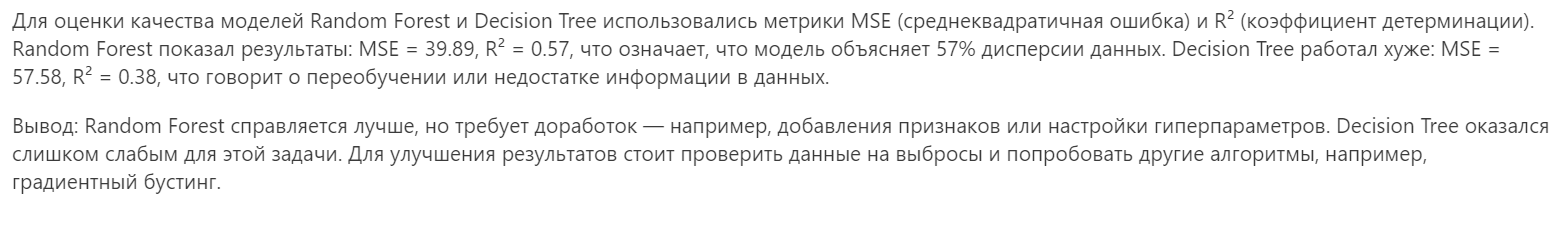 Для оценки качества моделей Random Forest и Decision Tree использовались метрики MSE (среднеквадратичная ошибка) и R² (коэффициент детерминации).
Random Forest показал результаты: MSE = 39.89, R² = 0.57, что означает, что модель объясняет 57% дисперсии данных. Decision Tree работал хуже: MSE =
57.58, R² = 0.38, что говорит о переобучении или недостатке информации в данных.
Вывод: Random Forest справляется лучше, но требует доработок — например, добавления признаков или настройки гиперпараметров. Decision Tree оказался
слишком слабым для этой задачи. Для улучшения результатов стоит проверить данные на выбросы и попробовать другие алгоритмы, например,
градиентный бустинг.